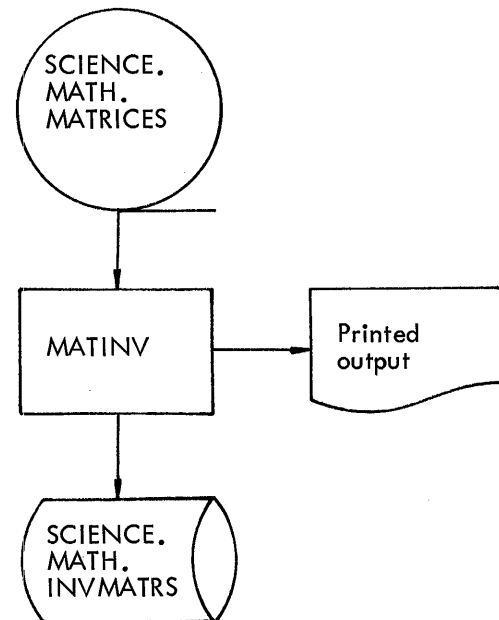 SCIENCE.
MATH.
MATRICES
MATINV
Printed
output
SCIENCE.
MATH.
INVMATRS